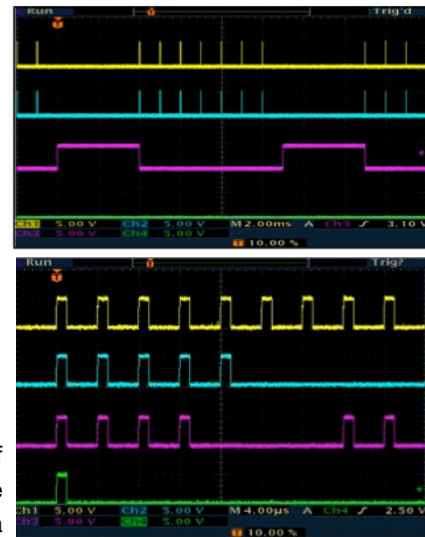 Run Trig'd
Ch1 5.00 V Ch2 5.00 V M 2.00ms A Ch3 ʃ 3.10 V
Ch3 5.00 V Ch4 5.00 V
10.00 %
Run Trig?
Ch1 5.00 V Ch2 5.00 V M 4.00µs A Ch4 ʃ 2.50 V
Ch3 5.00 V Ch4 5.00 V
10.00 %